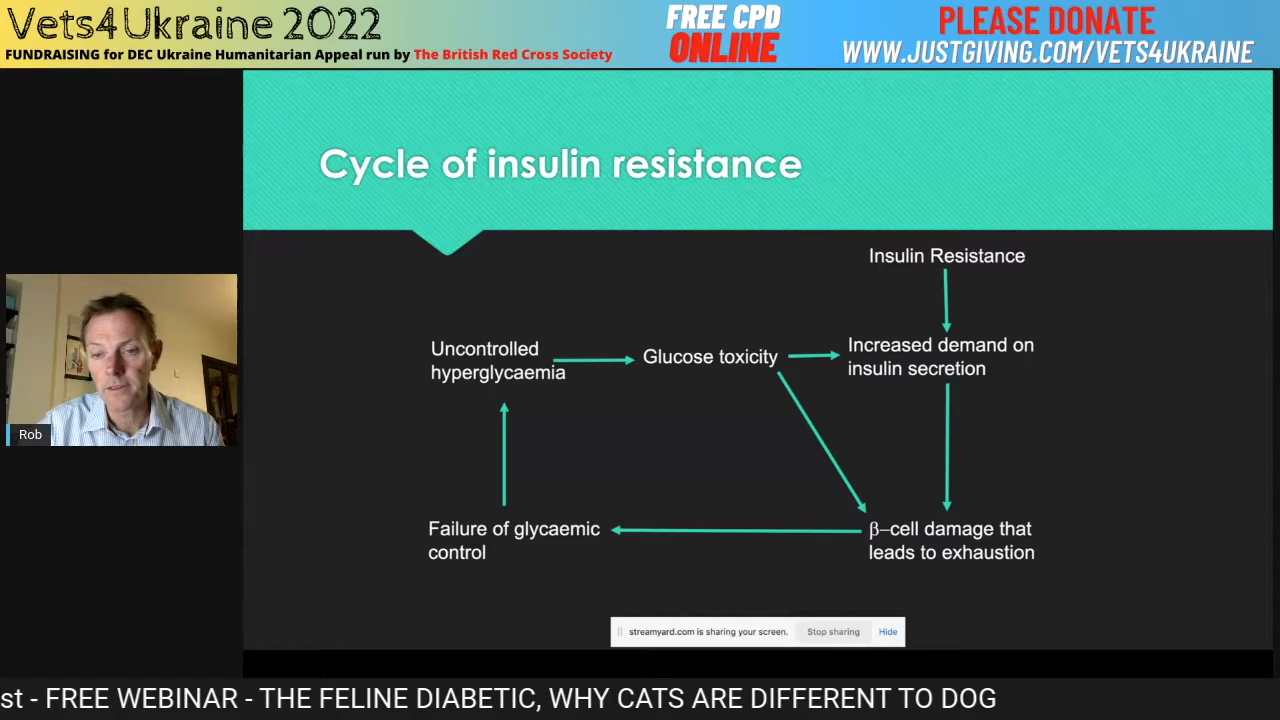 Vets4Ukraine 2022
FUNDRAISING for DEC Ukraine Humanitarian Appeal run by The British Red Cross Society
FREE CPD
ONLINE
PLEASE DONATE
WWW.JUSTGIVING.COM/VETS4UKRAINE
Cycle of insulin resistance
Insulin Resistance
Uncontrolled
hyperglycaemia
Glucose toxicity
Increased demand on
insulin secretion
Rob
Failure of glycaemic
control
β–cell damage that
leads to exhaustion
streamyard.com is sharing your screen.
Stop sharing
Hide
st - FREE WEBINAR - THE FELINE DIABETIC, WHY CATS ARE DIFFERENT TO DOG